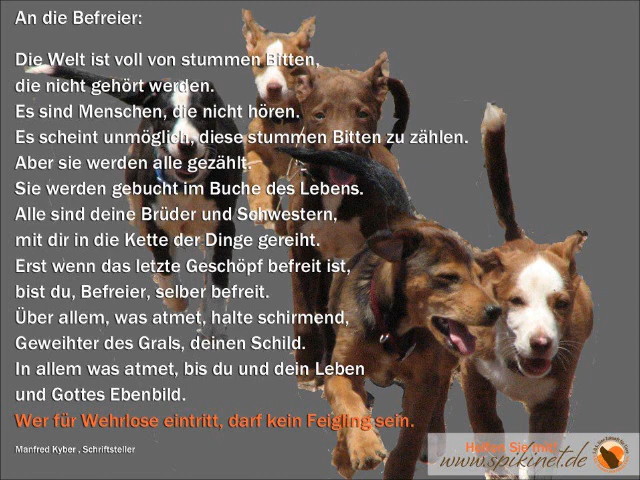 An die Befreier:
Die Welt ist voll von stummen Bitten,
die nicht gehört werden.
Es sind Menschen, die nicht hören.
Es scheint unmöglich, diese stummen Bitten zu zählen.
Aber sie werden alle gezählt.
Sie werden gebucht im Buche des Lebens.
Alle sind deine Brüder und Schwestern,
mit dir in die Kette der Dinge gereiht.
Erst wenn das letzte Geschöpf befreit ist,
bist du, Befreier, selber befreit.
Über allem, was atmet, halte schirmend,
Geweihter des Grals, deinen Schild.
In allem was atmet, bis du und dein Leben
und Gottes Ebenbild.
Wer für Wehrlose eintritt, darf kein Feigling sein.
Manfred Kyber , Schriftsteller
Helfen Sie mit!
www.spikinet.de